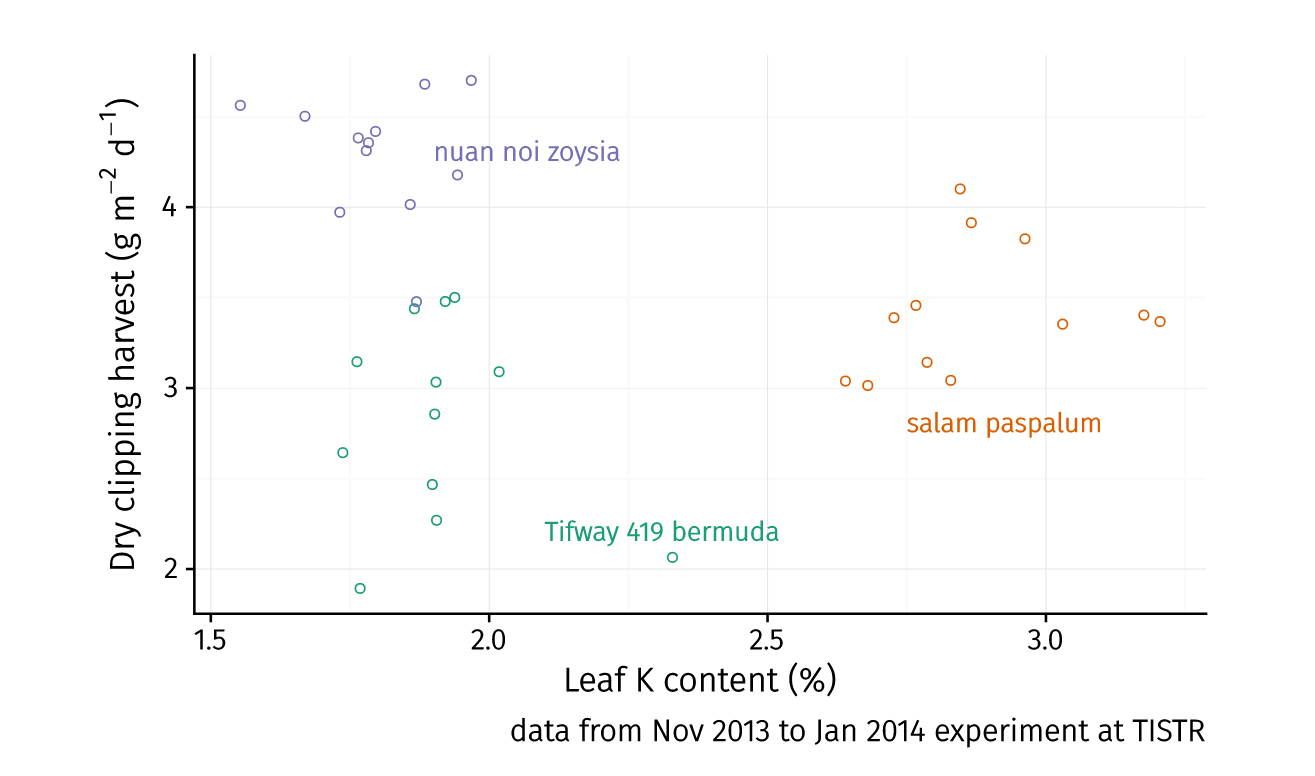 Dry clipping harvest (g m⁻² d⁻¹)
4
3
2
nuan noi zoysia
salam paspalum
Tifway 419 bermuda
1.5 2.0 2.5 3.0
Leaf K content (%)
data from Nov 2013 to Jan 2014 experiment at TISTR